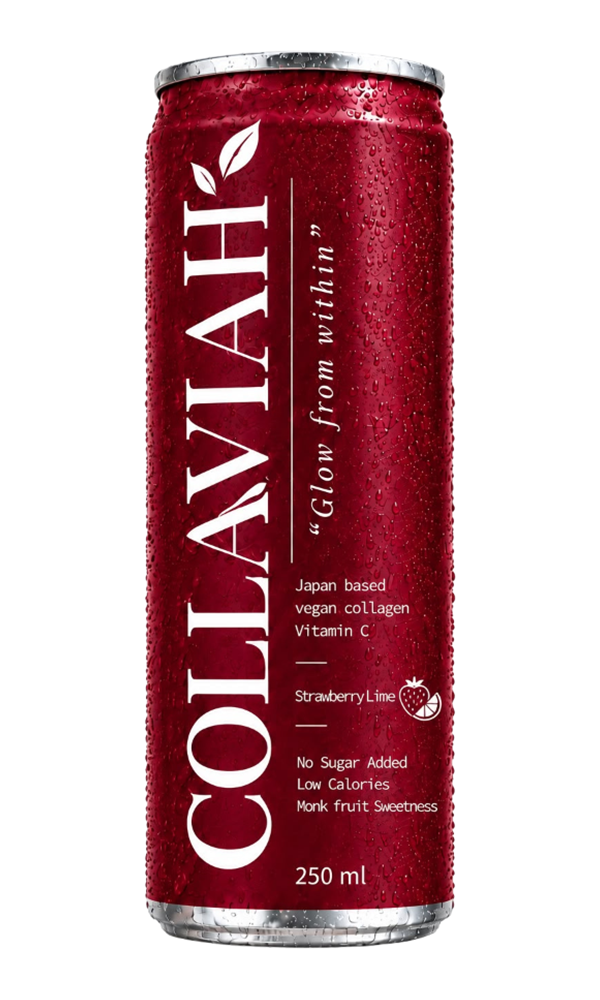 COLLAVIAH
“Glow from within”
Japan based
vegan collagen
Vitamin C
Strawberry Lime
No Sugar Added
Low Calories
Monk fruit Sweetness
250 ml